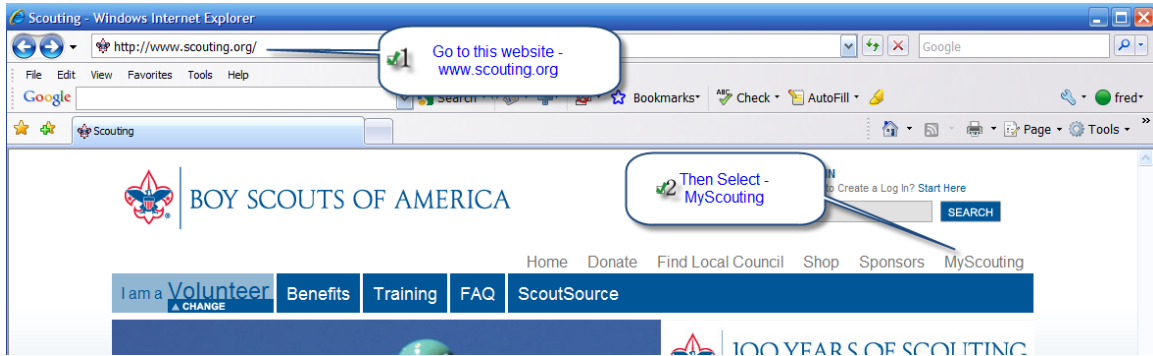 Scouting - Windows Internet Explorer
http://www.scouting.org/
Google
1 Go to this website -
www.scouting.org
File Edit View Favorites Tools Help
Google
Search
Bookmarks
ABC Check
AutoFill
fred
Scouting
Page Tools »
BOY SCOUTS OF AMERICA
2 Then Select -
MyScouting
IN
to Create a Log In? Start Here
SEARCH
Home Donate Find Local Council Shop Sponsors MyScouting
I am a Volunteer Benefits Training FAQ ScoutSource
▲ CHANGE
100 YEARS OF SCOUTING